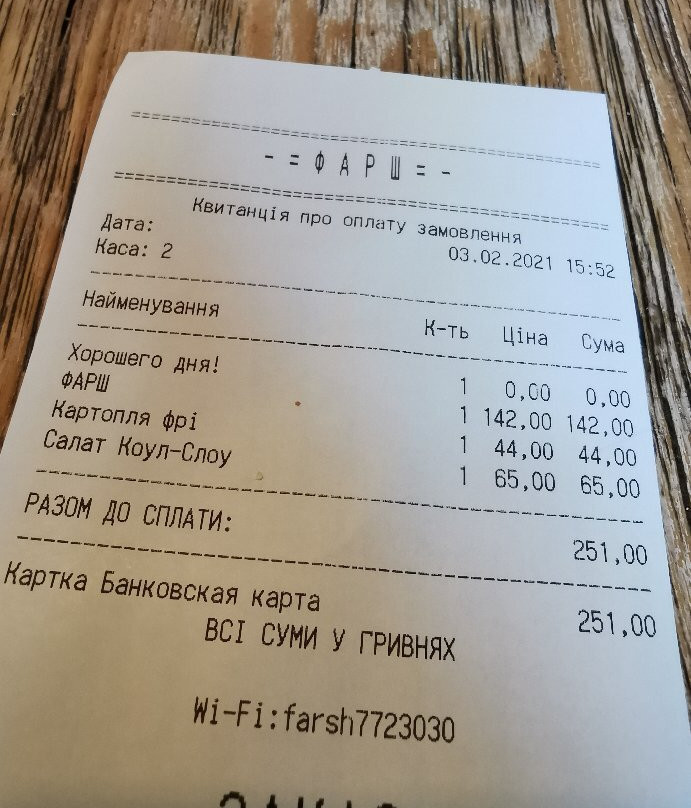 - = Ф А Р Ш = -
Квитанція про оплату замовлення
Дата: 03.02.2021 15:52
Каса: 2
Найменування К-ть Ціна Сума
Хорошего дня! 1 0,00 0,00
ФАРШ 1 142,00 142,00
Картопля фрі 1 44,00 44,00
Салат Коул-Слоу 1 65,00 65,00
РАЗОМ ДО СПЛАТИ: 251,00
Картка Банковская карта 251,00
ВСІ СУМИ У ГРИВНЯХ
Wi-Fi:farsh7723030